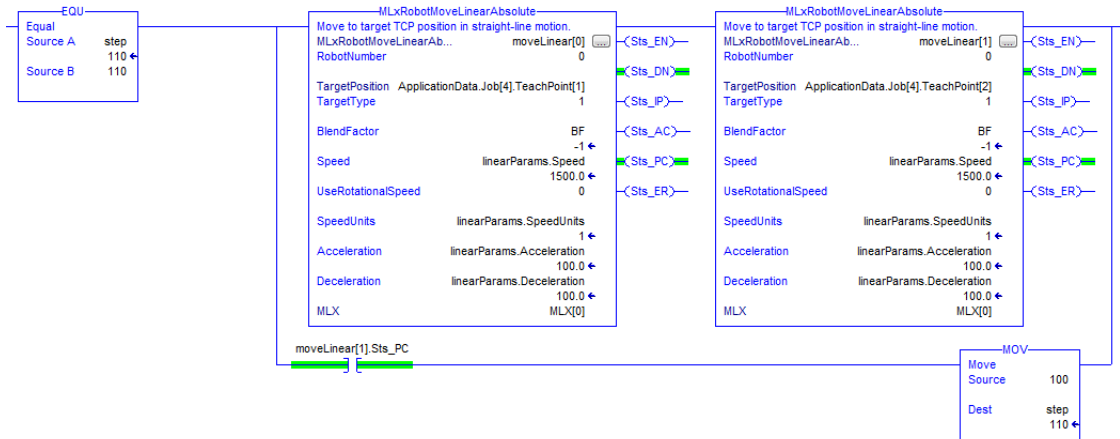 EQU
Equal
Source A step
110
Source B 110
MLxRobotMoveLinearAbsolute
Move to target TCP position in straight-line motion.
MLxRobotMoveLinearAb... moveLinear[0] ...
RobotNumber 0
TargetPosition ApplicationData.Job[4].TeachPoint[1]
TargetType 1
BlendFactor BF
-1
Speed linearParams.Speed
1500.0
UseRotationalSpeed 0
SpeedUnits linearParams.SpeedUnits
1
Acceleration linearParams.Acceleration
100.0
Deceleration linearParams.Deceleration
100.0
MLX MLX[0]
(Sts_EN)
(Sts_DN)
(Sts_IP)
(Sts_AC)
(Sts_PC)
(Sts_ER)
MLxRobotMoveLinearAbsolute
Move to target TCP position in straight-line motion.
MLxRobotMoveLinearAb... moveLinear[1] ...
RobotNumber 0
TargetPosition ApplicationData.Job[4].TeachPoint[2]
TargetType 1
BlendFactor BF
-1
Speed linearParams.Speed
1500.0
UseRotationalSpeed 0
SpeedUnits linearParams.SpeedUnits
1
Acceleration linearParams.Acceleration
100.0
Deceleration linearParams.Deceleration
100.0
MLX MLX[0]
(Sts_EN)
(Sts_DN)
(Sts_IP)
(Sts_AC)
(Sts_PC)
(Sts_ER)
moveLinear[1].Sts_PC
MOV
Move
Source 100
Dest step
110